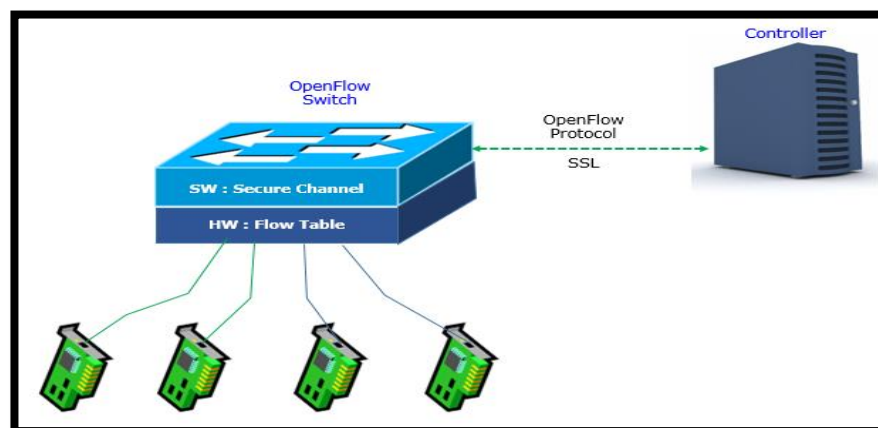 Controller
OpenFlow
Switch
OpenFlow
Protocol
SSL
SW : Secure Channel
HW : Flow Table